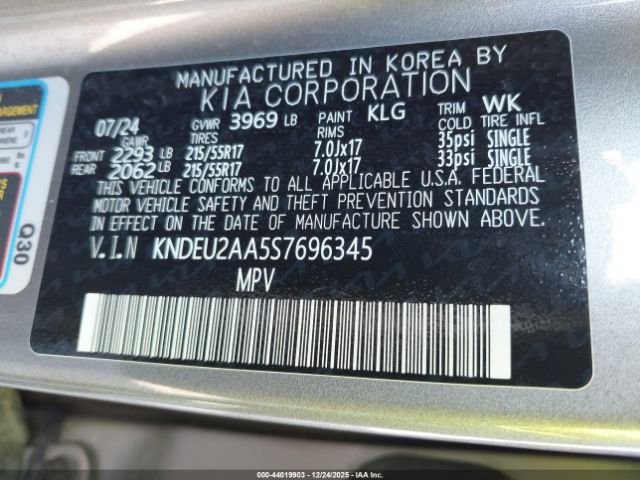 MANUFACTURED IN KOREA BY
KIA CORPORATION
07/24 GVWR 3969 LB PAINT KLG TRIM WK
GAWR TIRES RIMS COLD TIRE INFL
FRONT 2293 LB 215/55R17 7.0Jx17 35psi SINGLE
REAR 2062 LB 215/55R17 7.0Jx17 33psi SINGLE
THIS VEHICLE CONFORMS TO ALL APPLICABLE U.S.A. FEDERAL
MOTOR VEHICLE SAFETY AND THEFT PREVENTION STANDARDS
IN EFFECT ON THE DATE OF MANUFACTURE SHOWN ABOVE.
V.I.N KNDEU2AA5S7696345
MPV
Q30
000-44019903 | 12/24/2025 | IAA Inc.